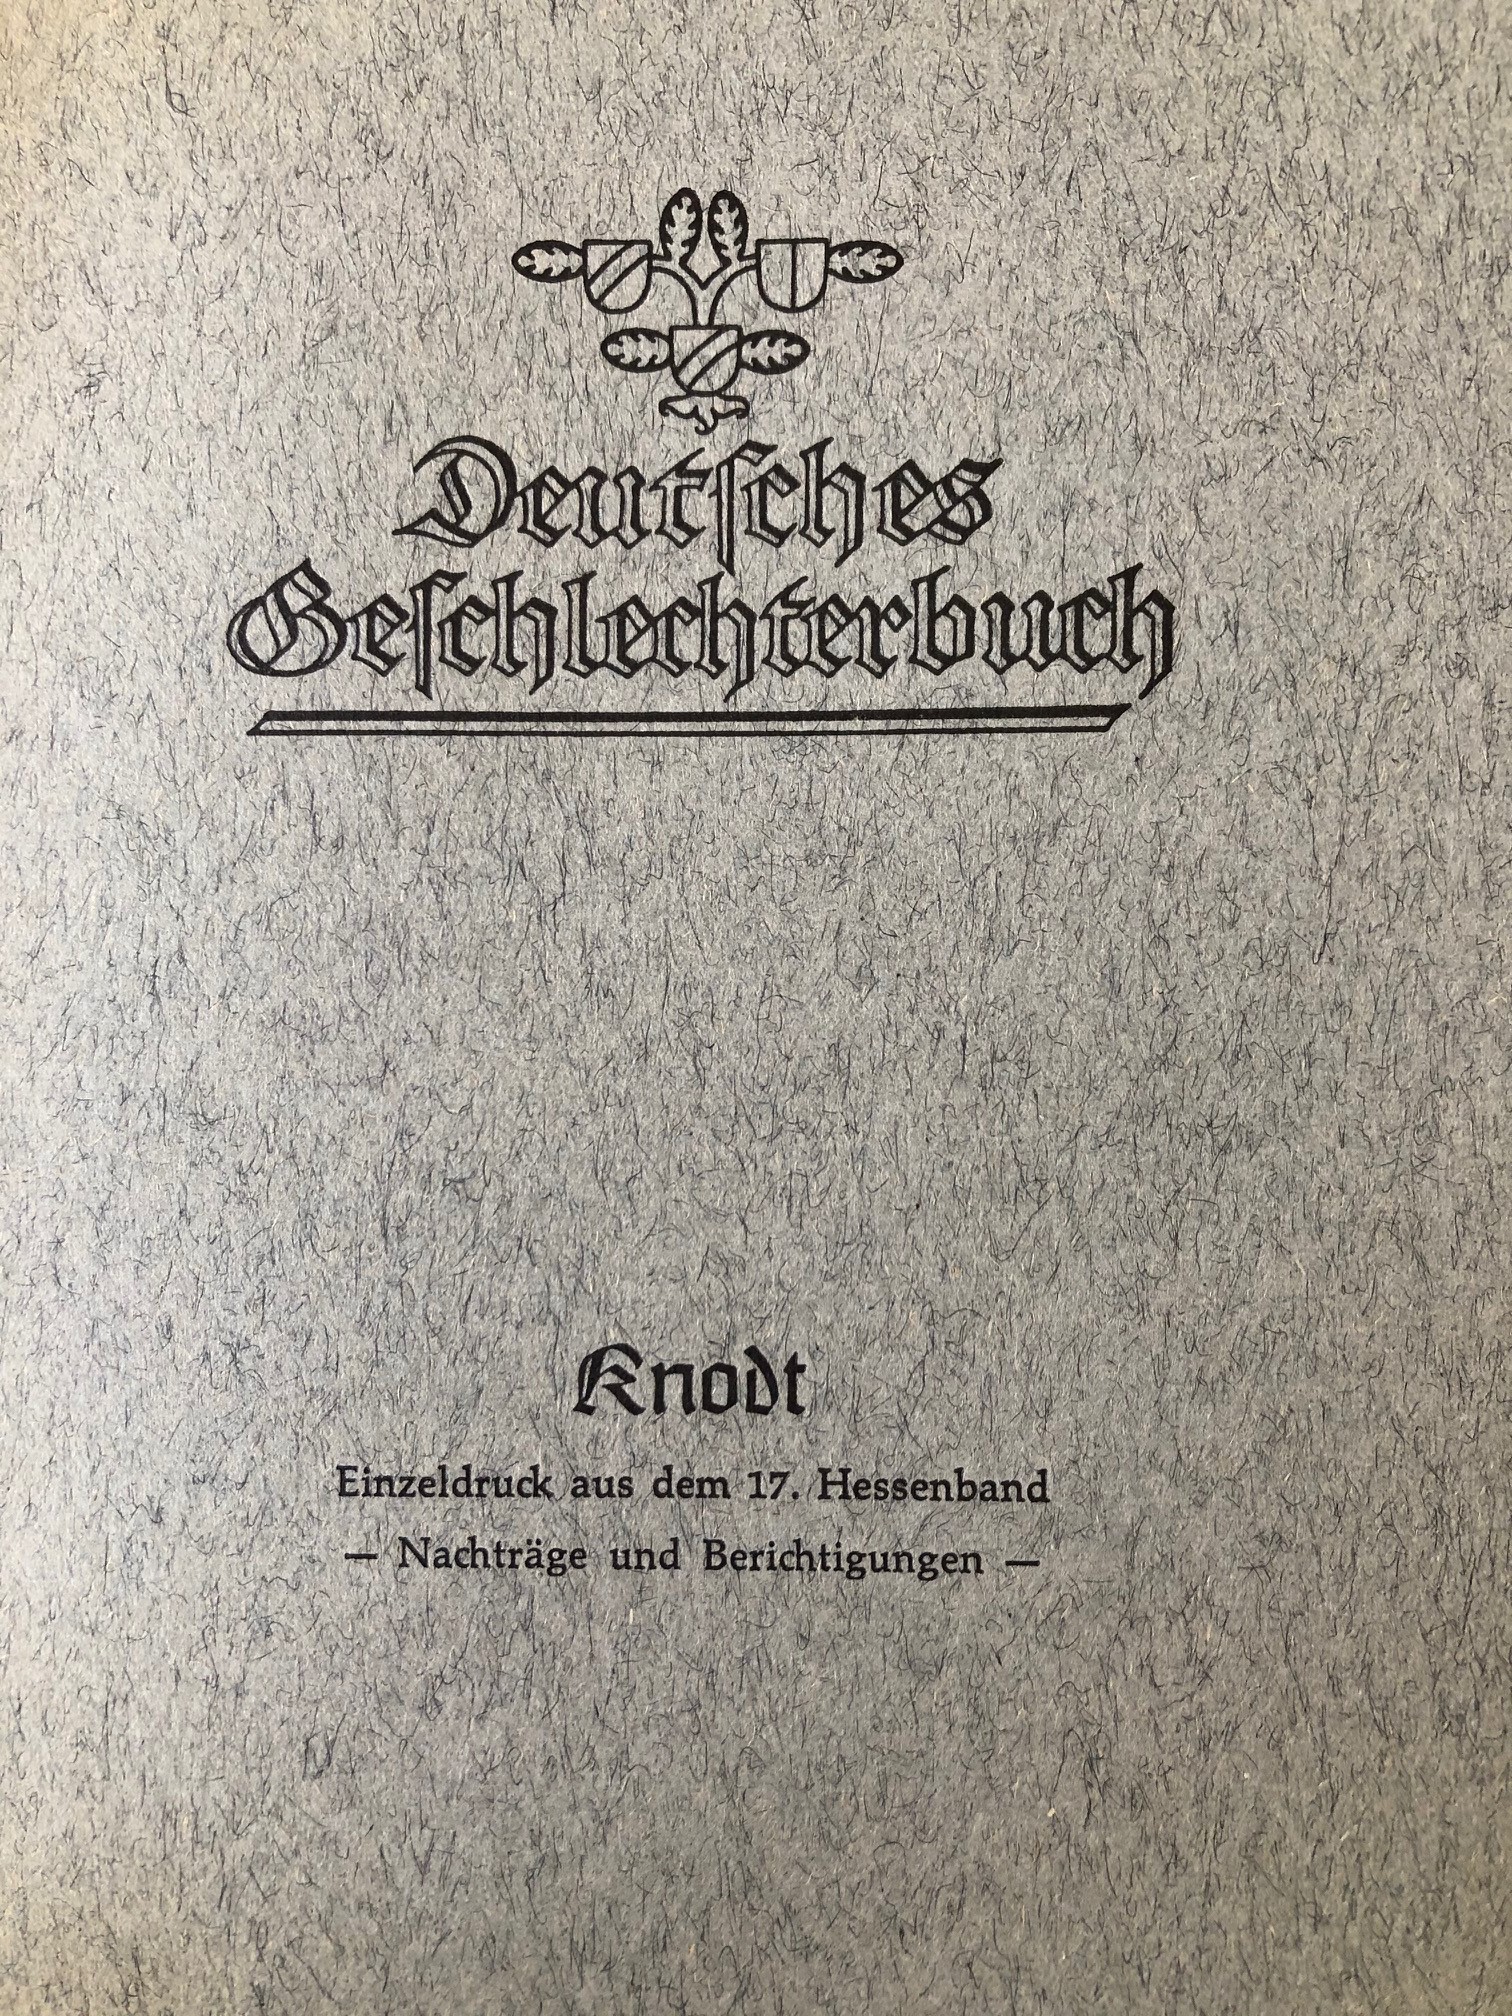 Deutſches
Geſchlechterbuch
Knodt
Einzeldruck aus dem 17. Hessenband
— Nachträge und Berichtigungen —